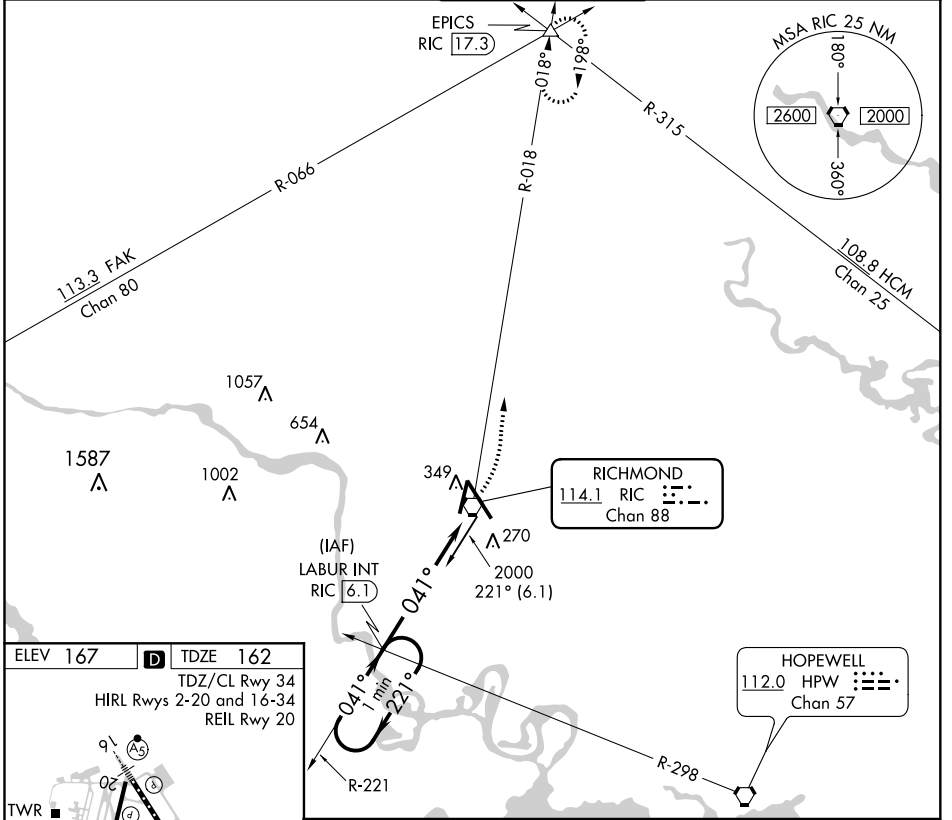 EPICS
RIC 17.3
018°
198°
MSA RIC 25 NM
180°
2600
2000
360°
R-315
R-066
R-018
113.3 FAK
Chan 80
108.8 HCM
Chan 25
1057
654
1587
1002
349
RICHMOND
114.1 RIC
Chan 88
270
(IAF)
LABUR INT
RIC 6.1
041°
2000
221° (6.1)
041°
1 min
221°
R-221
R-298
HOPEWELL
112.0 HPW
Chan 57
ELEV 167
D
TDZE 162
TDZ/CL Rwy 34
HIRL Rwys 2-20 and 16-34
REIL Rwy 20
16
A5
20
P
P
TWR